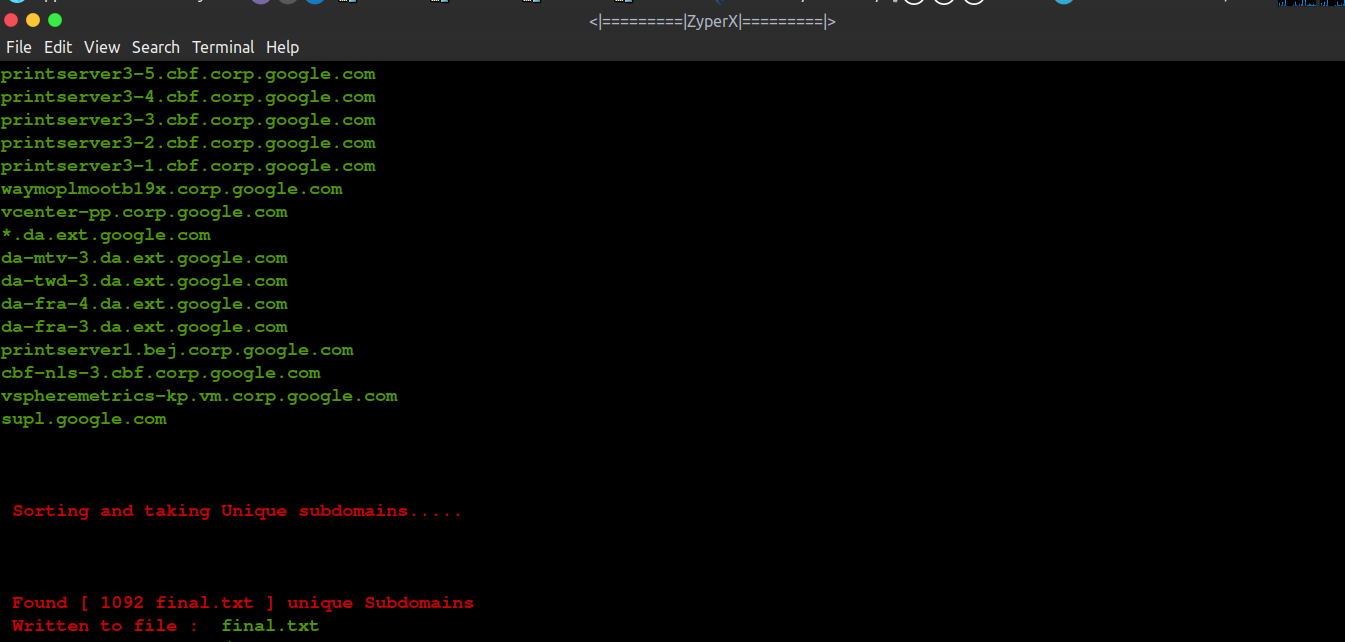 <|=========|ZyperX|=========|>
File Edit View Search Terminal Help
printserver3-5.cbf.corp.google.com
printserver3-4.cbf.corp.google.com
printserver3-3.cbf.corp.google.com
printserver3-2.cbf.corp.google.com
printserver3-1.cbf.corp.google.com
waymoplmootb19x.corp.google.com
vcenter-pp.corp.google.com
*.da.ext.google.com
da-mtv-3.da.ext.google.com
da-twd-3.da.ext.google.com
da-fra-4.da.ext.google.com
da-fra-3.da.ext.google.com
printserver1.bej.corp.google.com
cbf-nls-3.cbf.corp.google.com
vspheremetrics-kp.vm.corp.google.com
supl.google.com
Sorting and taking Unique subdomains.....
Found [ 1092 final.txt ] unique Subdomains
Written to file :  final.txt